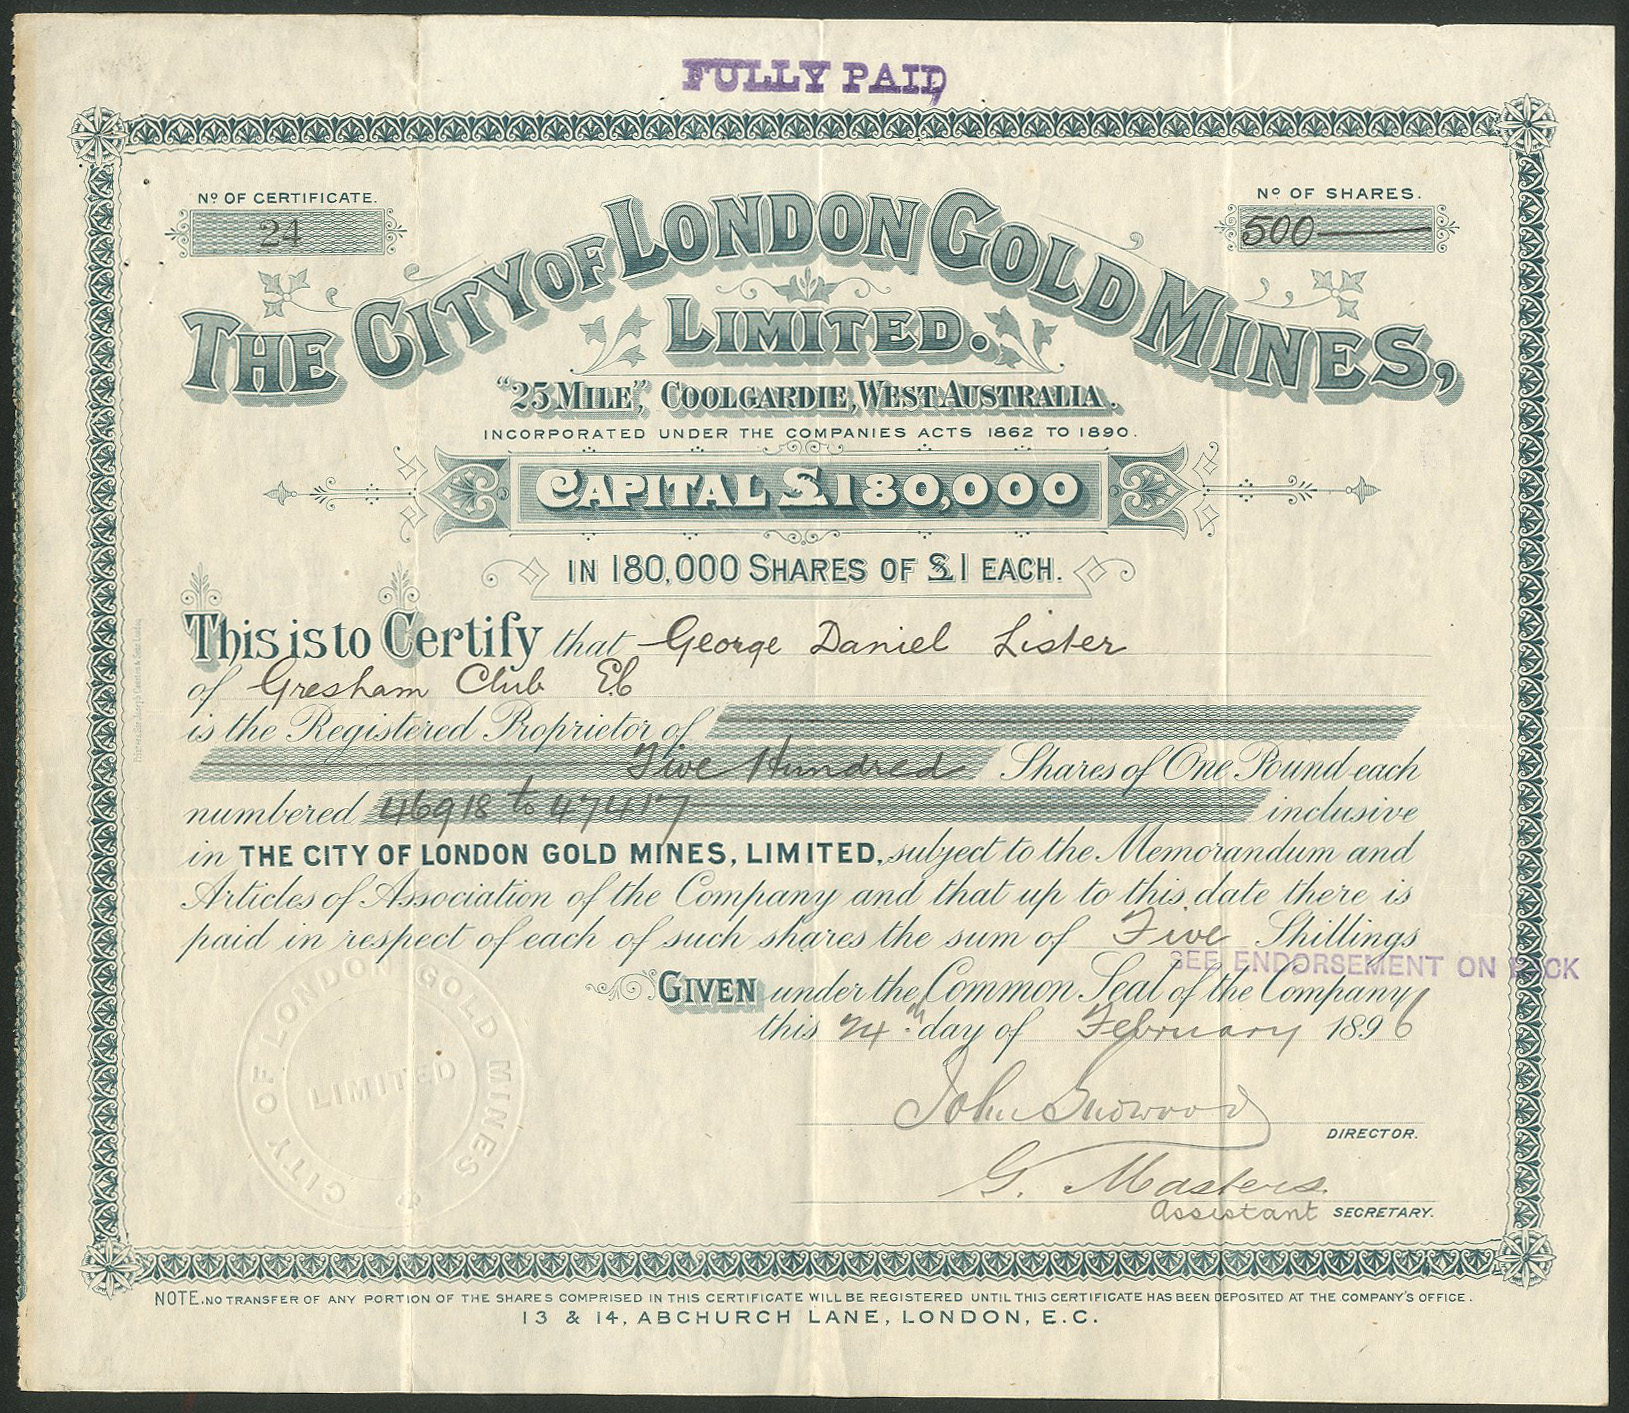 FULLY PAID
Nº OF CERTIFICATE.
24
Nº OF SHARES.
500
THE CITY OF LONDON GOLD MINES,
LIMITED.
"25 MILE", COOLGARDIE, WEST AUSTRALIA.
INCORPORATED UNDER THE COMPANIES ACTS 1862 TO 1890.
CAPITAL £180,000
IN 180,000 SHARES OF £1 EACH.
This is to Certify that George Daniel Lister
of Gresham Club EC
is the Registered Proprietor of
Five Hundred Shares of One Pound each
numbered 46918 to 47417 inclusive
in THE CITY OF LONDON GOLD MINES, LIMITED, subject to the Memorandum and
Articles of Association of the Company and that up to this date there is
paid in respect of each of such shares the sum of Five Shillings
SEE ENDORSEMENT ON BACK
GIVEN under the Common Seal of the Company
this 24th day of February 1896
John
DIRECTOR.
G. Masters
Assistant SECRETARY.
CITY OF LONDON GOLD MINES
LIMITED
NOTE. NO TRANSFER OF ANY PORTION OF THE SHARES COMPRISED IN THIS CERTIFICATE WILL BE REGISTERED UNTIL THIS CERTIFICATE HAS BEEN DEPOSITED AT THE COMPANY'S OFFICE.
13 & 14, ABCHURCH LANE, LONDON, E.C.